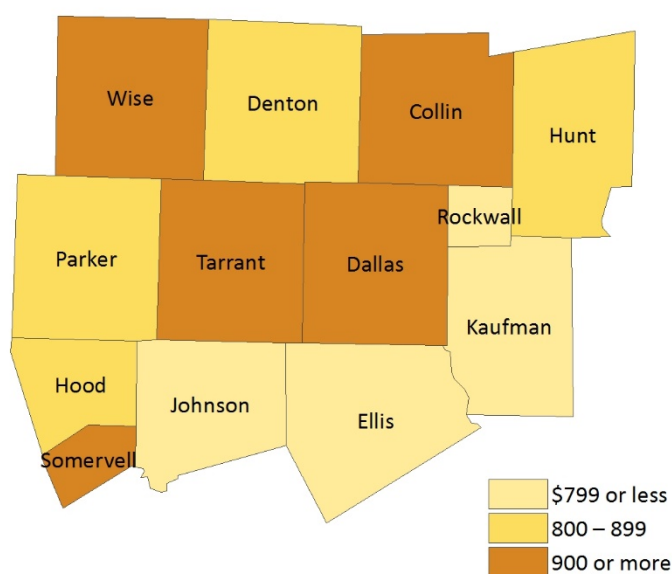 Wise
Denton
Collin
Hunt
Rockwall
Parker
Tarrant
Dallas
Kaufman
Hood
Johnson
Ellis
Somervell
$799 or less
800 – 899
900 or more